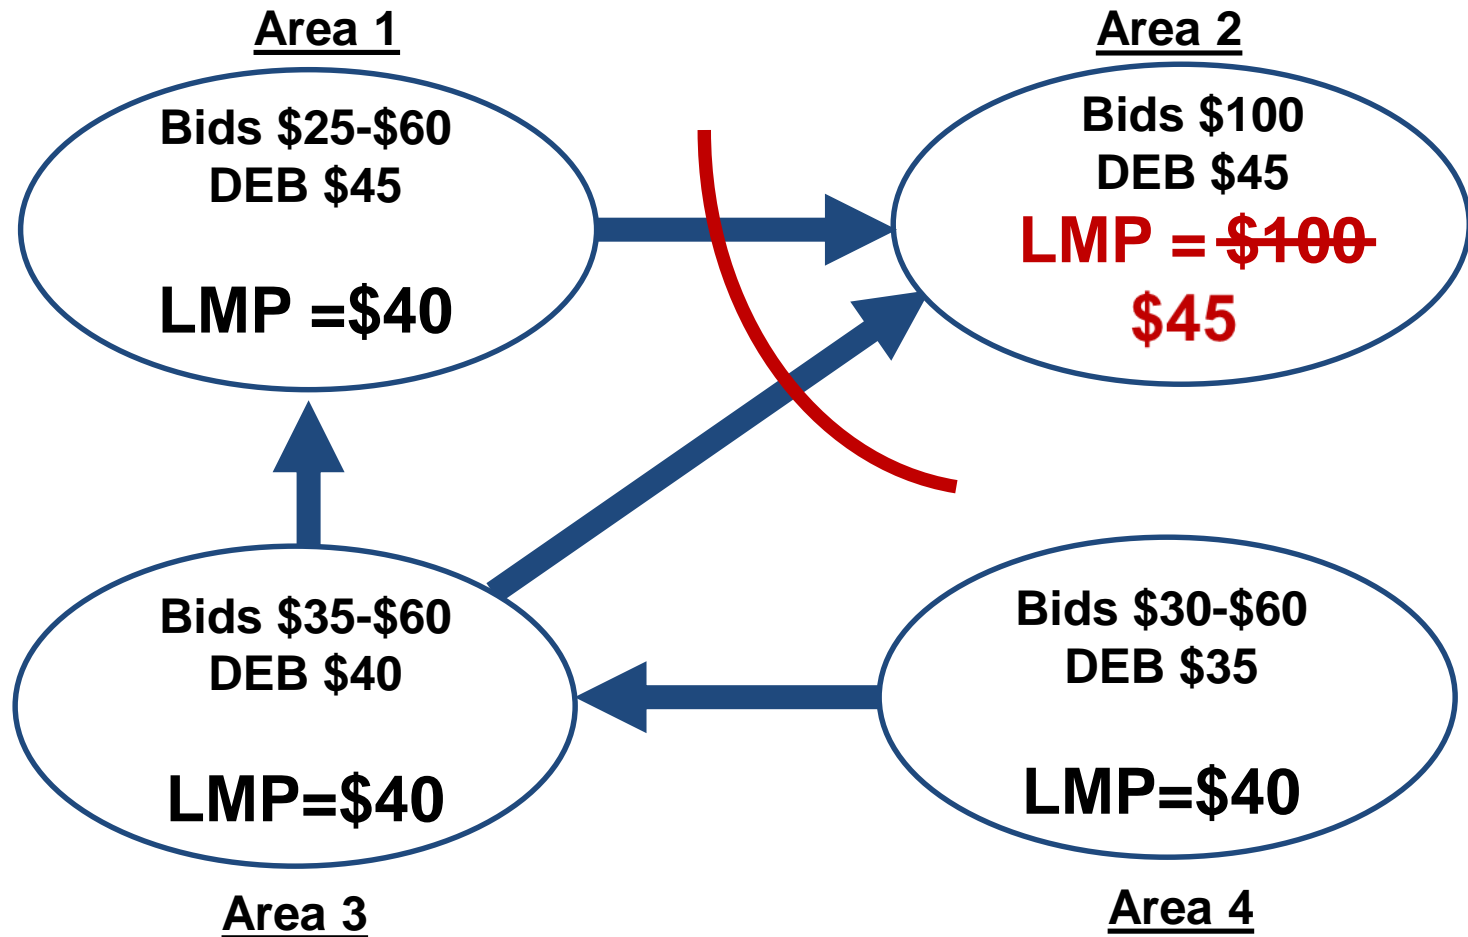 Area 1
Bids $25-$60
DEB $45
LMP =$40
Area 2
Bids $100
DEB $45
LMP = $100
$45
Bids $35-$60
DEB $40
LMP=$40
Area 3
Bids $30-$60
DEB $35
LMP=$40
Area 4